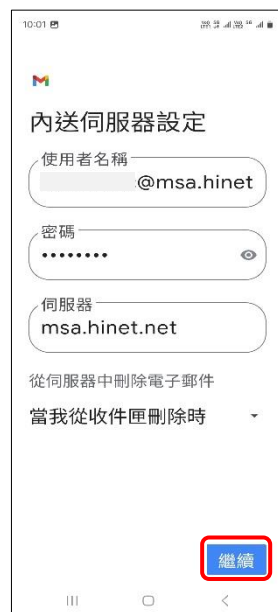 10:01
內送伺服器設定
使用者名稱
@msa.hinet
密碼
••••••••
伺服器
msa.hinet.net
從伺服器中刪除電子郵件
當我從收件匣刪除時
繼續